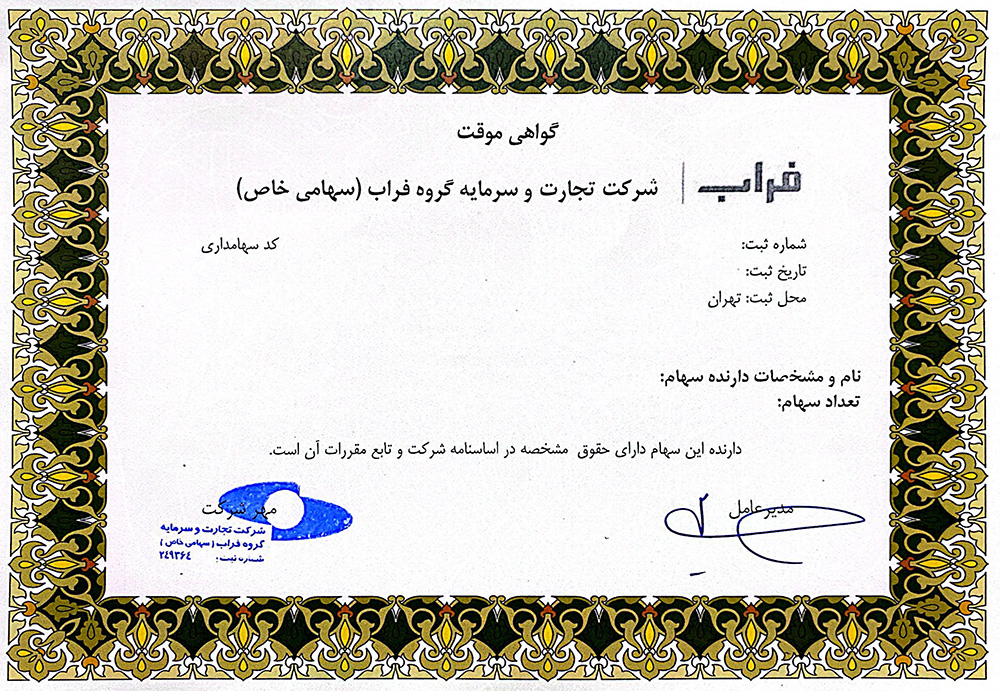 گواهی موقت
فراب
شرکت تجارت و سرمایه گروه فراب (سهامی خاص)
شماره ثبت:
کد سهامداری
تاریخ ثبت:
محل ثبت: تهران
نام و مشخصات دارنده سهام:
تعداد سهام:
دارنده این سهام دارای حقوق مشخصه در اساسنامه شرکت و تابع مقررات آن است.
مدیرعامل
مهر شرکت
شرکت تجارت و سرمایه
گروه فراب (سهامی خاص)
شماره ثبت: ۲۴۹۳۶۴